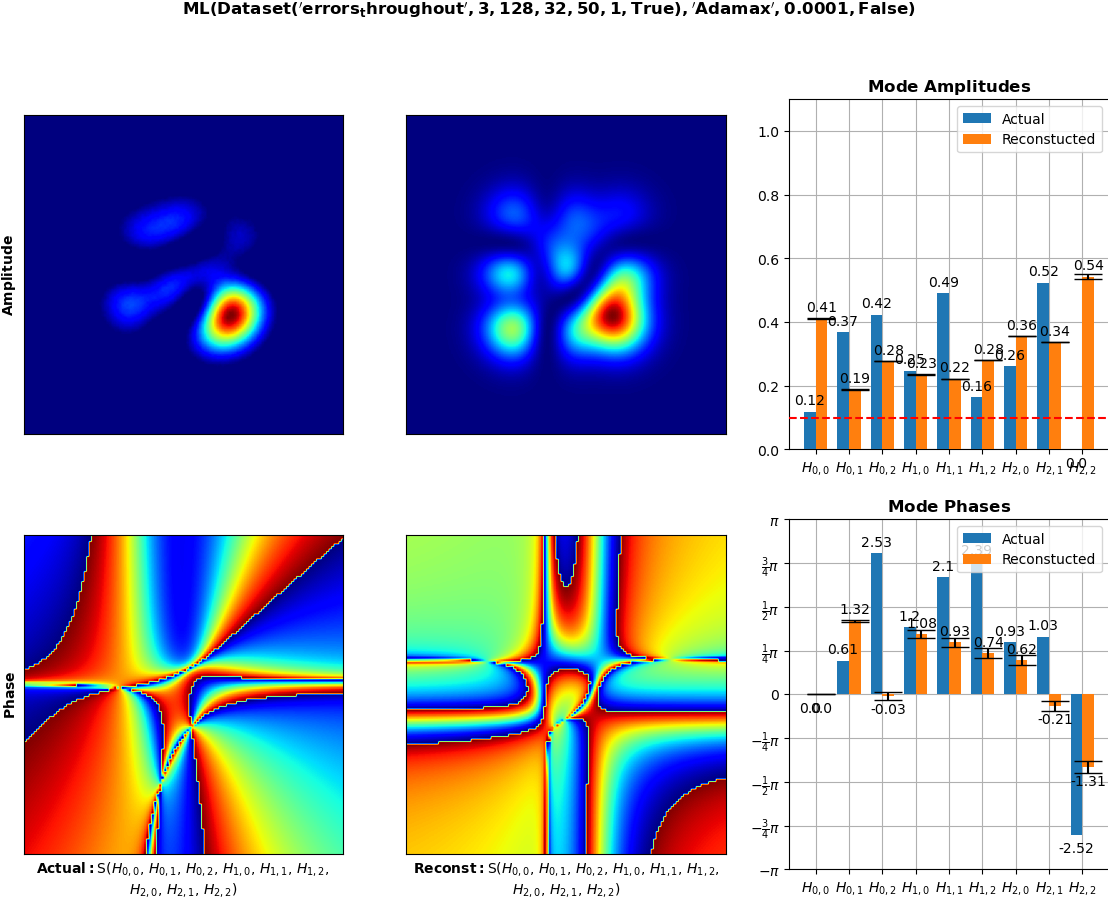 ML(Dataset('errors_throughout', 3, 128, 32, 50, 1, True), 'Adamax', 0.0001, False)
Amplitude
Mode Amplitudes
Actual
Reconstucted
1.0
0.8
0.6
0.4
0.2
0.0
0.12 0.41 0.37 0.19 0.42 0.28 0.25 0.23 0.49 0.22 0.16 0.28 0.26 0.36 0.52 0.34 0.0 0.54
H0,0 H0,1 H0,2 H1,0 H1,1 H1,2 H2,0 H2,1 H2,2
Phase
Mode Phases
Actual
Reconstucted
π
¾π
½π
¼π
0
−¼π
−½π
−¾π
−π
0.0 0.0 0.61 1.32 2.53 -0.03 1.2 1.08 2.1 0.93 2.39 0.74 0.93 0.62 1.03 -0.21 -2.52 -1.31
H0,0 H0,1 H0,2 H1,0 H1,1 H1,2 H2,0 H2,1 H2,2
Actual: S(H0,0, H0,1, H0,2, H1,0, H1,1, H1,2,
H2,0, H2,1, H2,2)
Reconst: S(H0,0, H0,1, H0,2, H1,0, H1,1, H1,2,
H2,0, H2,1, H2,2)